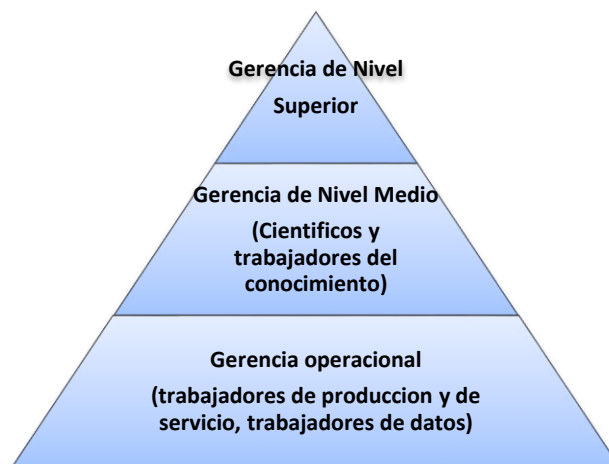 Gerencia de Nivel
Superior
Gerencia de Nivel Medio
(Cientificos y
trabajadores del
conocimiento)
Gerencia operacional
(trabajadores de produccion y de
servicio, trabajadores de datos)